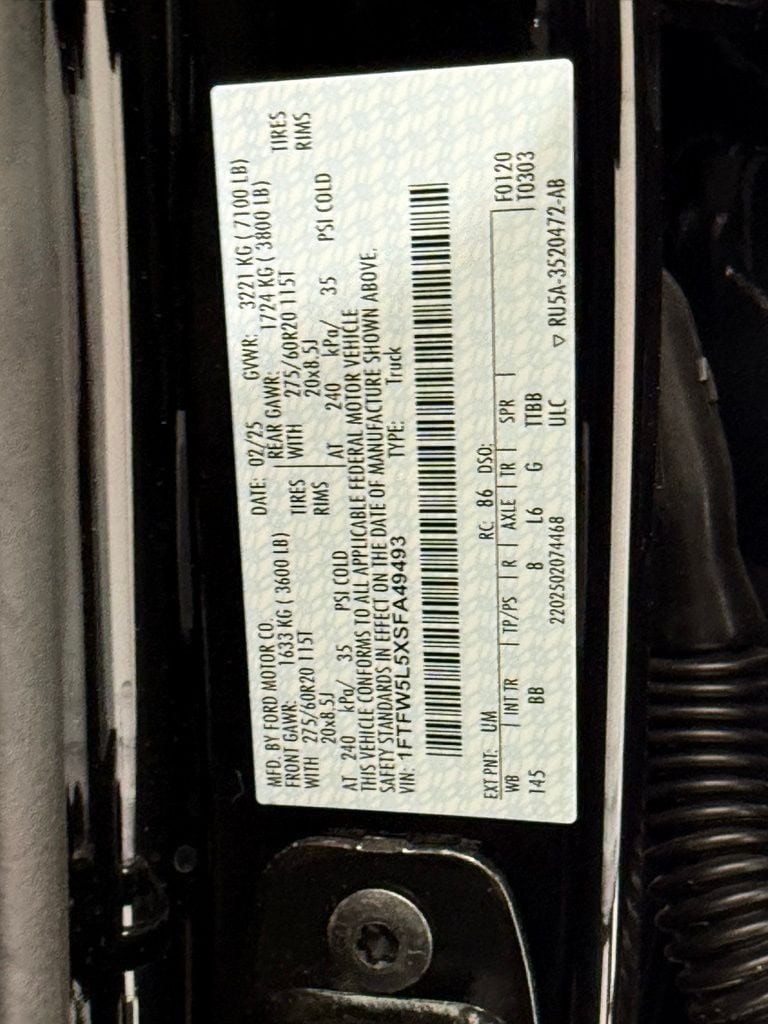 MFD. BY FORD MOTOR CO. DATE: 02/25 GVWR: 3221 KG ( 7100 LB)
FRONT GAWR: 1633 KG ( 3600 LB) REAR GAWR: 1724 KG ( 3800 LB)
WITH 275/60R20 115T TIRES WITH 275/60R20 115T TIRES
20x8.5J RIMS 20x8.5J RIMS
AT 240 kPa/ 35 PSI COLD AT 240 kPa/ 35 PSI COLD
THIS VEHICLE CONFORMS TO ALL APPLICABLE FEDERAL MOTOR VEHICLE
SAFETY STANDARDS IN EFFECT ON THE DATE OF MANUFACTURE SHOWN ABOVE.
VIN: 1FTFW5L5XSFA49493 TYPE: Truck
EXT PNT: UM RC: 86 DSO:
WB INT TR TP/PS R AXLE TR SPR F0120
145 BB 8 L6 G TTBB T0303
2202502074468 ULC ▽ RU5A-3520472-AB